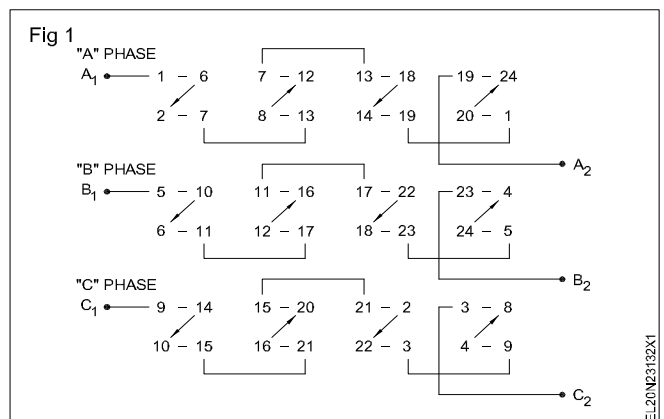 Fig 1
"A" PHASE
A1 1 – 6 7 – 12 13 – 18 19 – 24
2 – 7 8 – 13 14 – 19 20 – 1
A2
"B" PHASE
B1 5 – 10 11 – 16 17 – 22 23 – 4
6 – 11 12 – 17 18 – 23 24 – 5
B2
"C" PHASE
C1 9 – 14 15 – 20 21 – 2 3 – 8
10 – 15 16 – 21 22 – 3 4 – 9
C2
EL20N23132X1